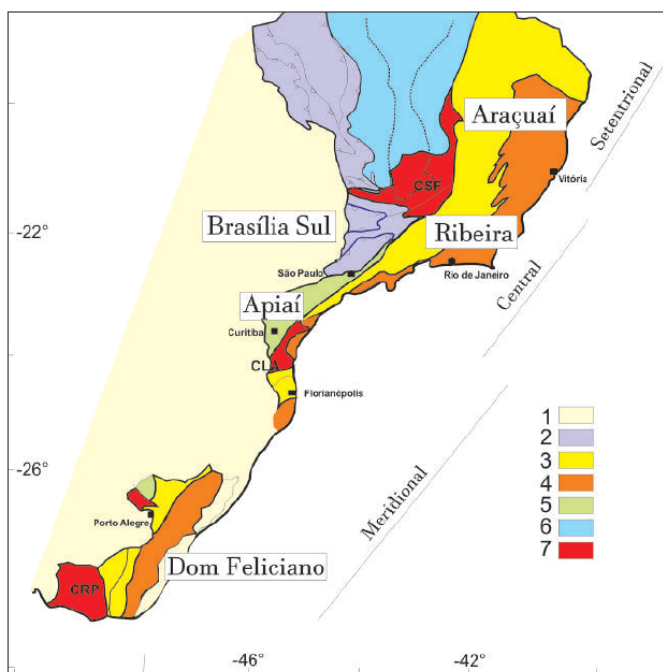 Araçuaí
Setentrional
CSF
Vitória
-22°
Brasília Sul
Ribeira
São Paulo
Rio de Janeiro
Central
Apiaí
Curitiba
CLA
Florianópolis
1
2
3
4
5
6
7
-26°
Meridional
Porto Alegre
Dom Feliciano
CRP
-46°
-42°